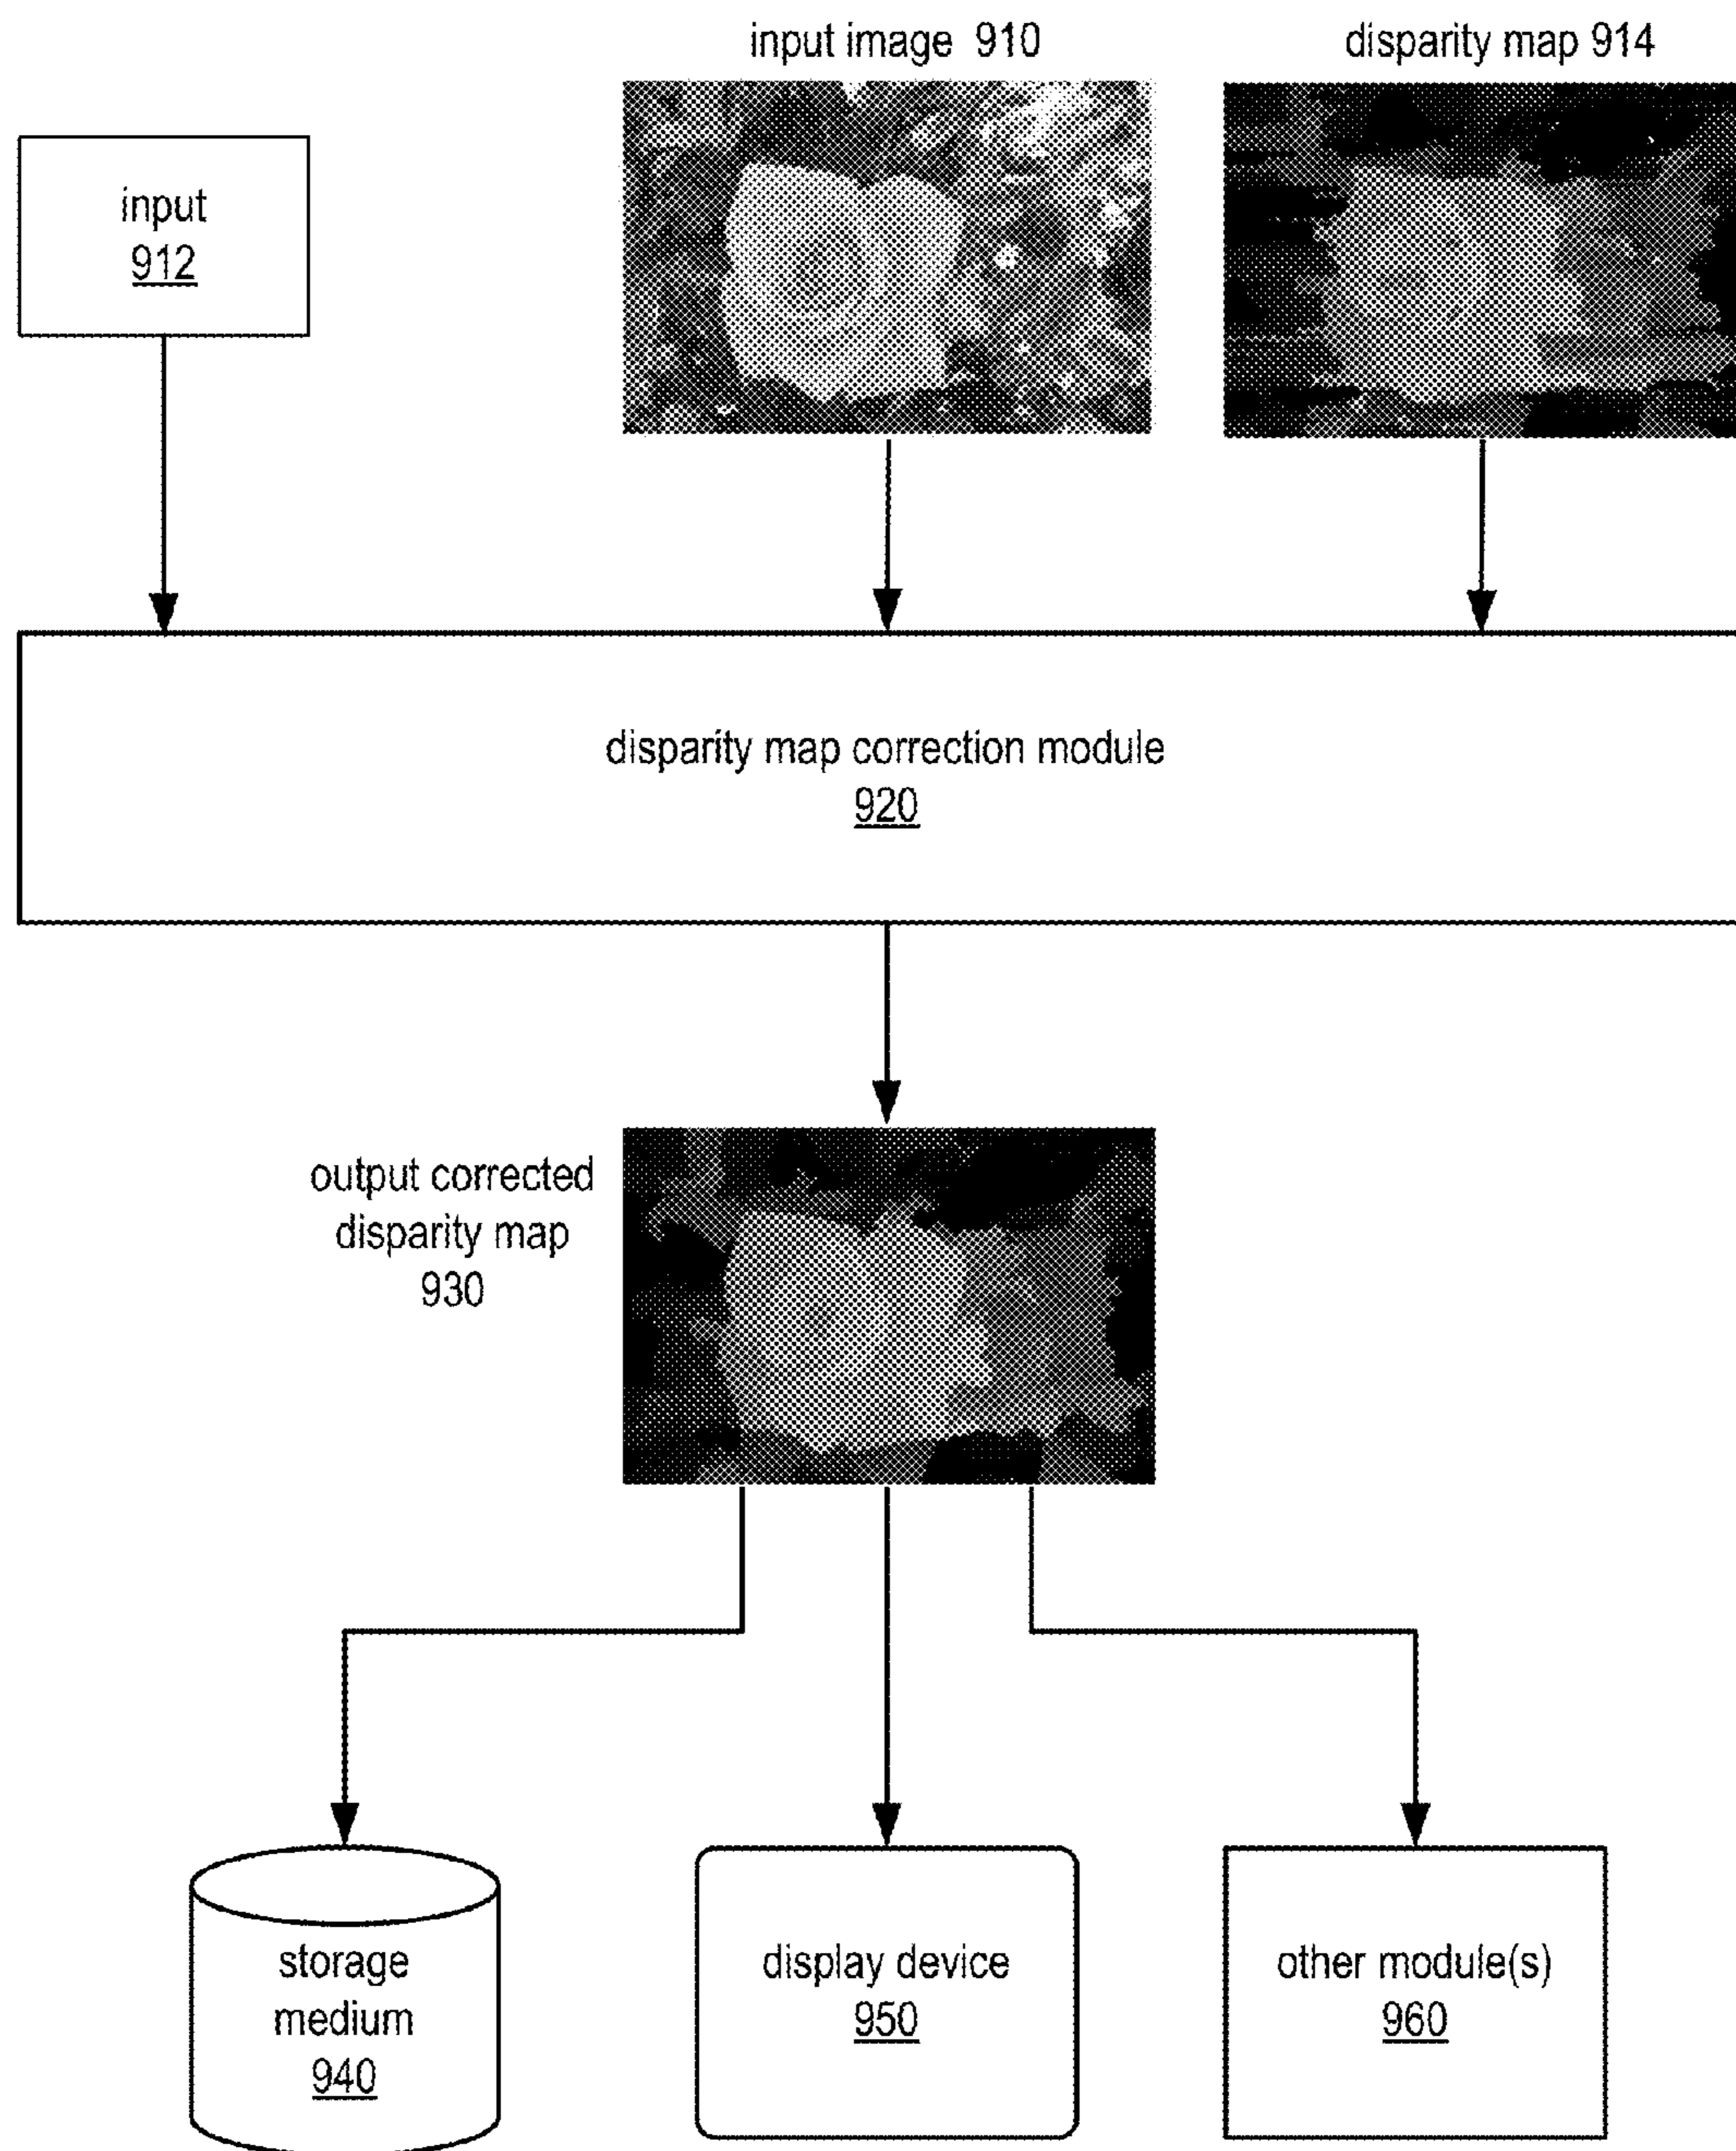 input image 910
disparity map 914
input
912
disparity map correction module
920
output corrected
disparity map
930
storage
medium
940
display device
950
other module(s)
960